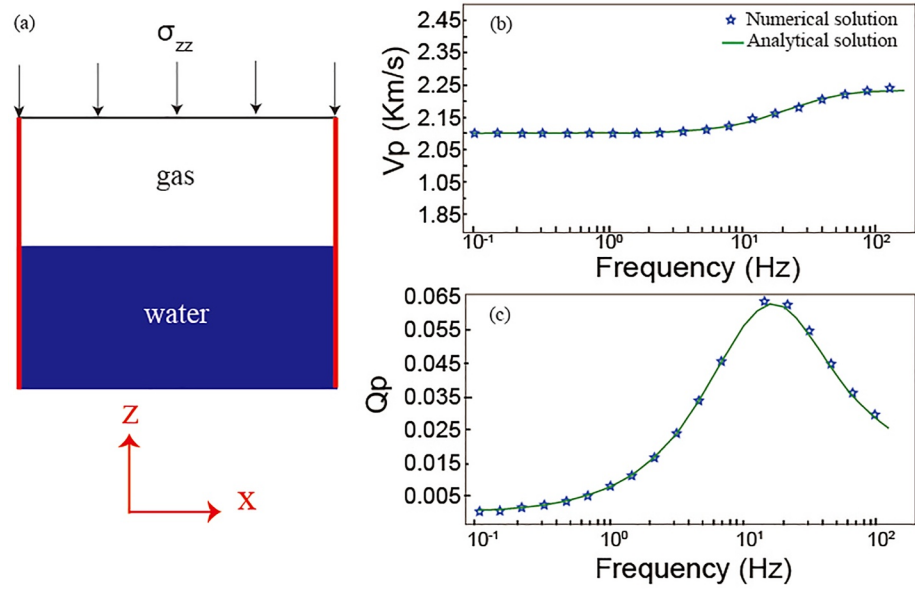 (a)
σzz
gas
water
Z
X
(b)
Numerical solution
Analytical solution
Vp (Km/s)
2.45
2.35
2.25
2.15
2.05
1.95
1.85
10⁻¹ 10⁰ 10¹ 10²
Frequency (Hz)
(c)
Qp
0.065
0.055
0.045
0.035
0.025
0.015
0.005
10⁻¹ 10⁰ 10¹ 10²
Frequency (Hz)